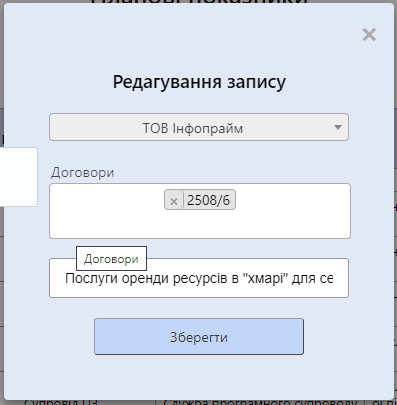 Планові показники
×
Редагування запису
ТОВ Інфопрайм
Договори
× 2508/6
Договори
Послуги оренди ресурсів в "хмарі" для се
Зберегти
Супровід ПЗ
Служба програмного супроводу